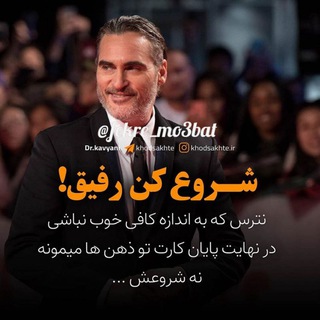 @jokre_mo3bat
Dr.kavyani khodsakhte khodsakhte.ir
شروع کن رفیق!
نترس که به اندازه کافی خوب نباشی
در نهایت پایان کارت تو ذهن ها میمونه
نه شروعش ...